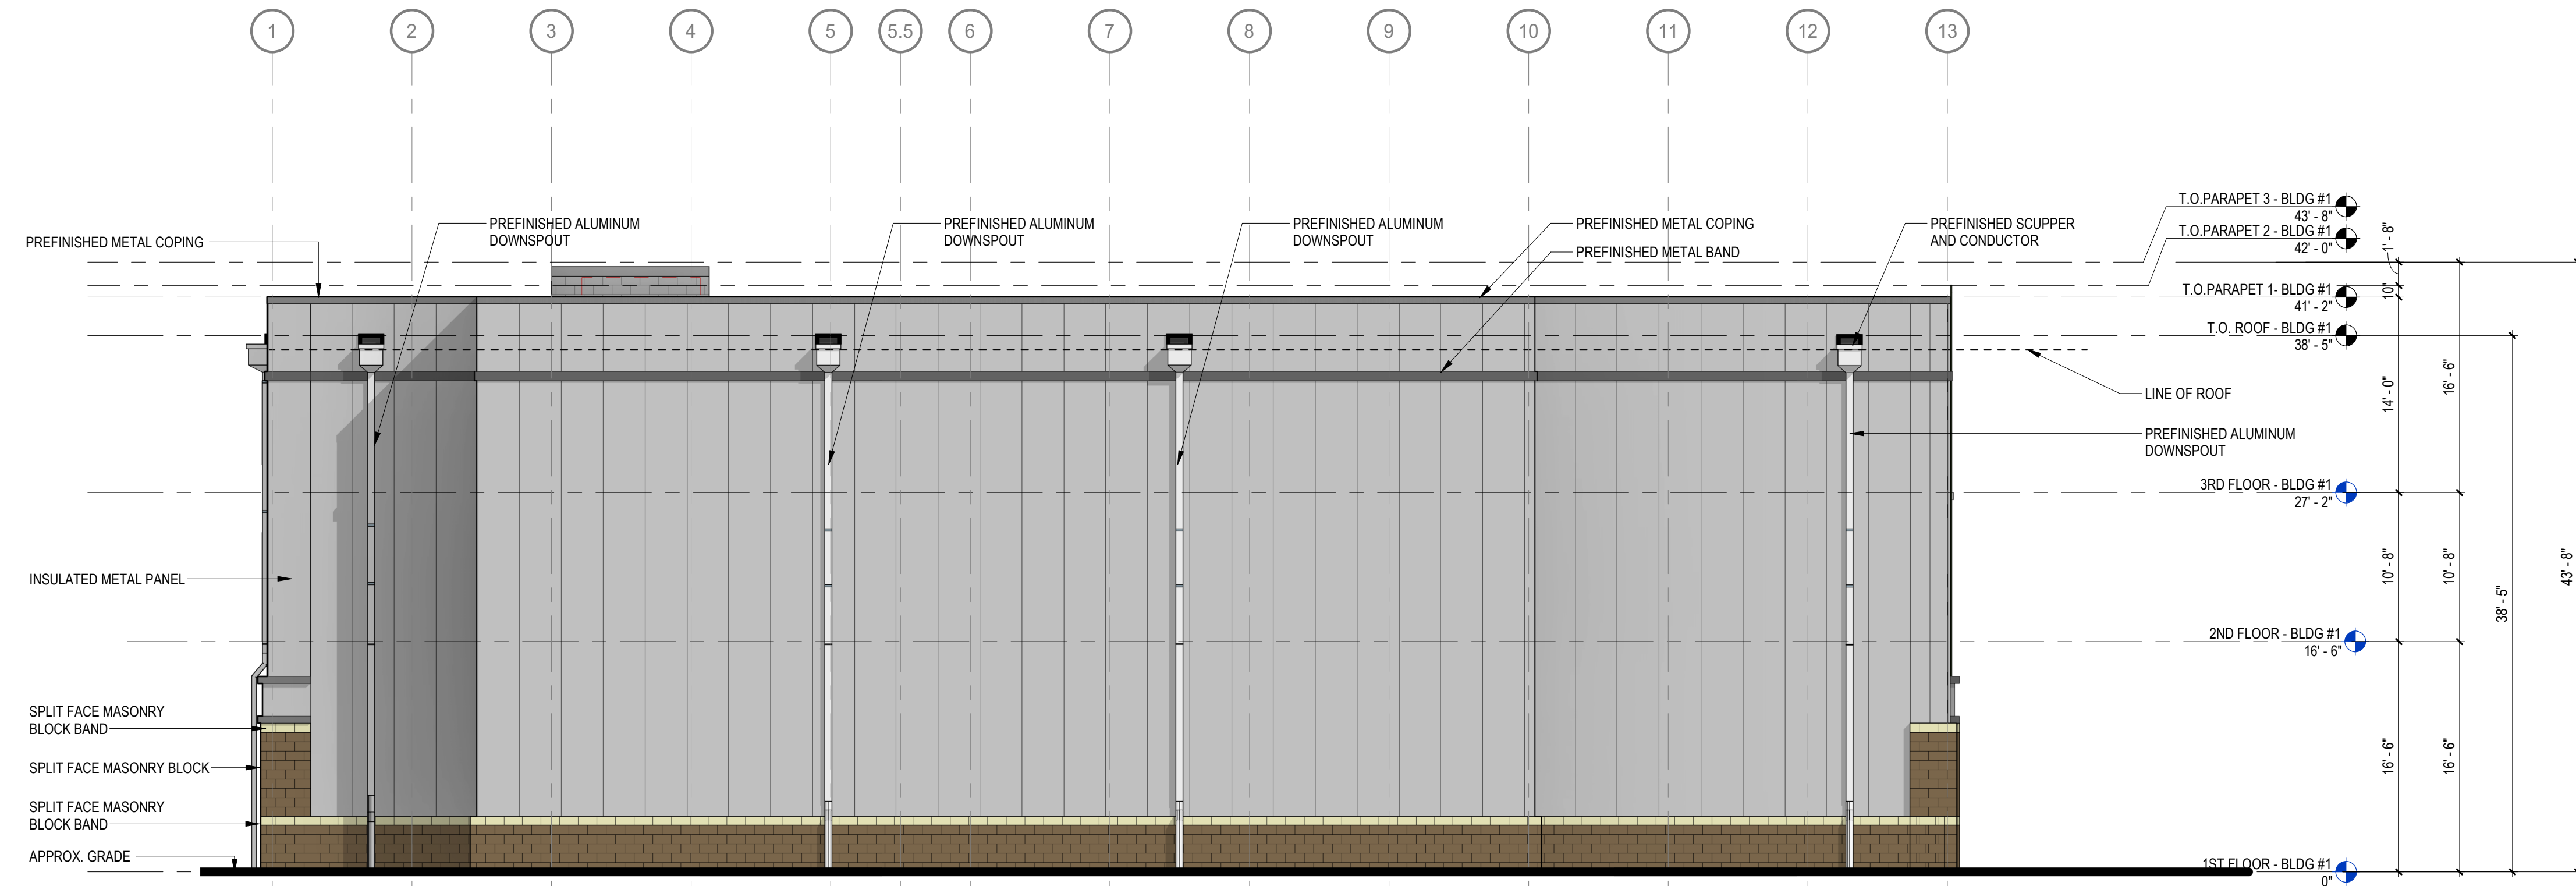 1
2
3
4
5
5.5
6
7
8
9
10
11
12
13
PREFINISHED METAL COPING
PREFINISHED ALUMINUM
DOWNSPOUT
PREFINISHED ALUMINUM
DOWNSPOUT
PREFINISHED ALUMINUM
DOWNSPOUT
PREFINISHED METAL COPING
PREFINISHED METAL BAND
PREFINISHED SCUPPER
AND CONDUCTOR
T.O.PARAPET 3 - BLDG #1
43' - 8"
T.O.PARAPET 2 - BLDG #1
42' - 0"
T.O.PARAPET 1- BLDG #1
41' - 2"
T.O. ROOF - BLDG #1
38' - 5"
LINE OF ROOF
PREFINISHED ALUMINUM
DOWNSPOUT
3RD FLOOR - BLDG #1
27' - 2"
2ND FLOOR - BLDG #1
16' - 6"
1ST FLOOR - BLDG #1
0"
INSULATED METAL PANEL
SPLIT FACE MASONRY
BLOCK BAND
SPLIT FACE MASONRY BLOCK
SPLIT FACE MASONRY
BLOCK BAND
APPROX. GRADE
1' - 8"
10"
14' - 0"
10' - 8"
16' - 6"
16' - 6"
10' - 8"
16' - 6"
38' - 5"
43' - 8"